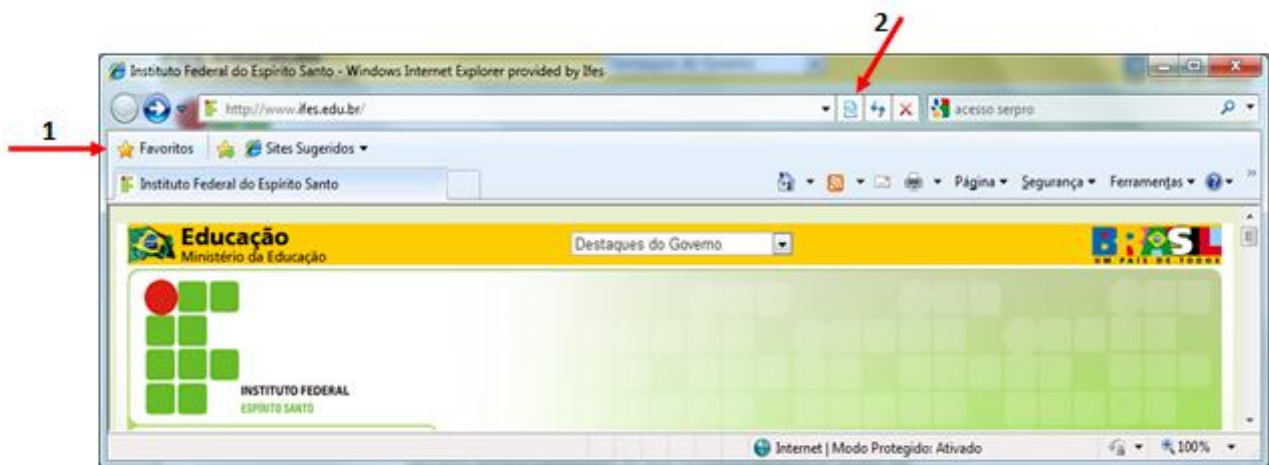 2
Instituto Federal do Espírito Santo - Windows Internet Explorer provided by Ifes
http://www.ifes.edu.br/
acesso serpro
1
Favoritos Sites Sugeridos
Instituto Federal do Espírito Santo
Página Segurança Ferramentas
Educação
Ministério da Educação
Destaques do Governo
BRASIL
UM PAÍS DE TODOS
INSTITUTO FEDERAL
ESPÍRITO SANTO
Internet | Modo Protegido: Ativado
100%